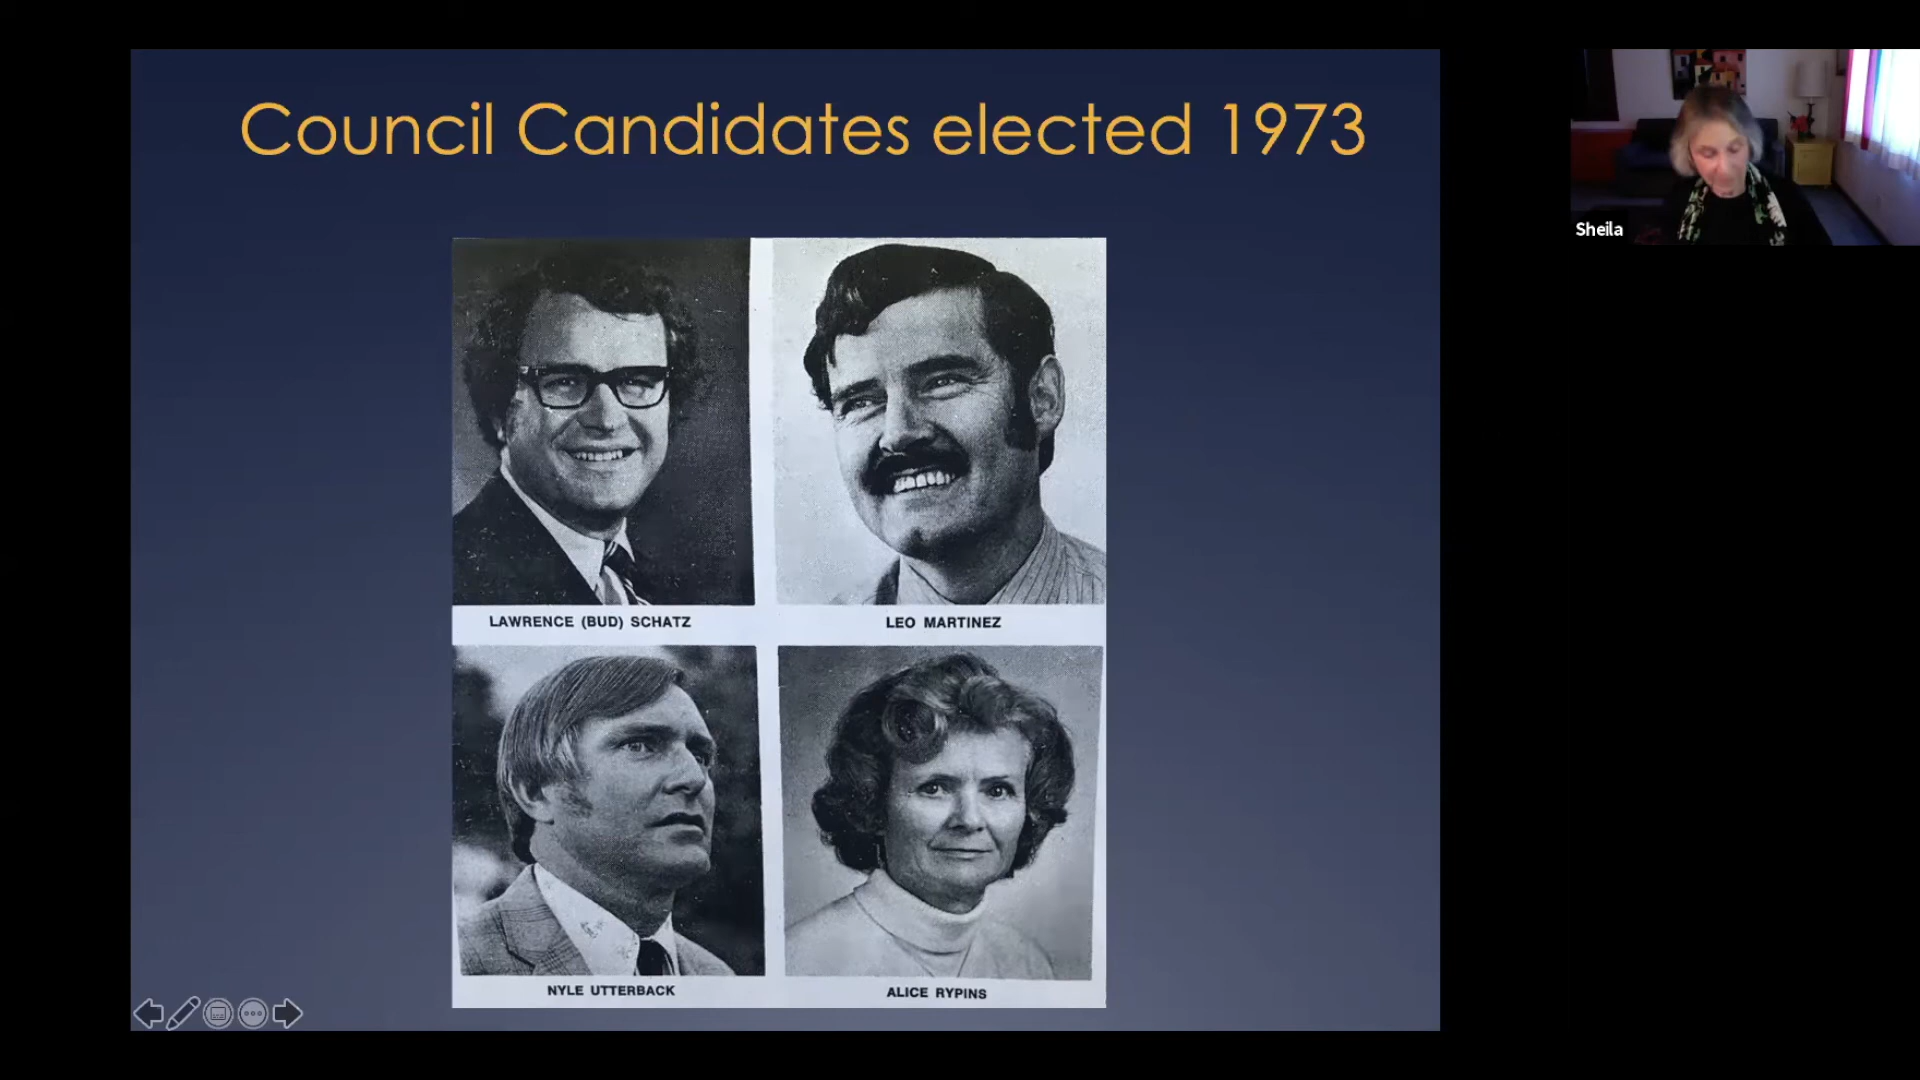 Council Candidates elected 1973
Sheila
LAWRENCE (BUD) SCHATZ
LEO MARTINEZ
NYLE UTTERBACK
ALICE RYPINS